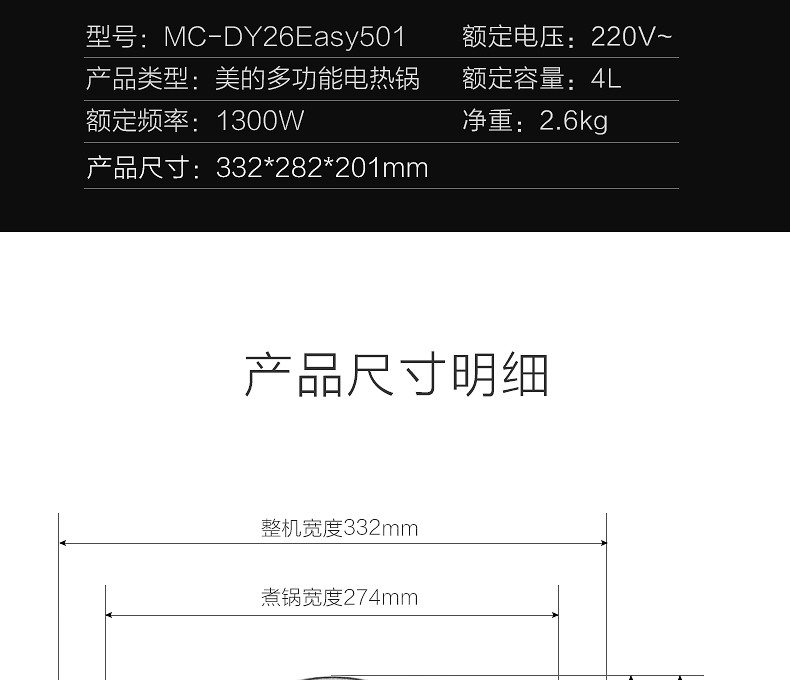 型号：MC-DY26Easy501 额定电压：220V~
产品类型：美的多功能电热锅 额定容量：4L
额定频率：1300W 净重：2.6kg
产品尺寸：332*282*201mm
产品尺寸明细
整机宽度332mm
煮锅宽度274mm